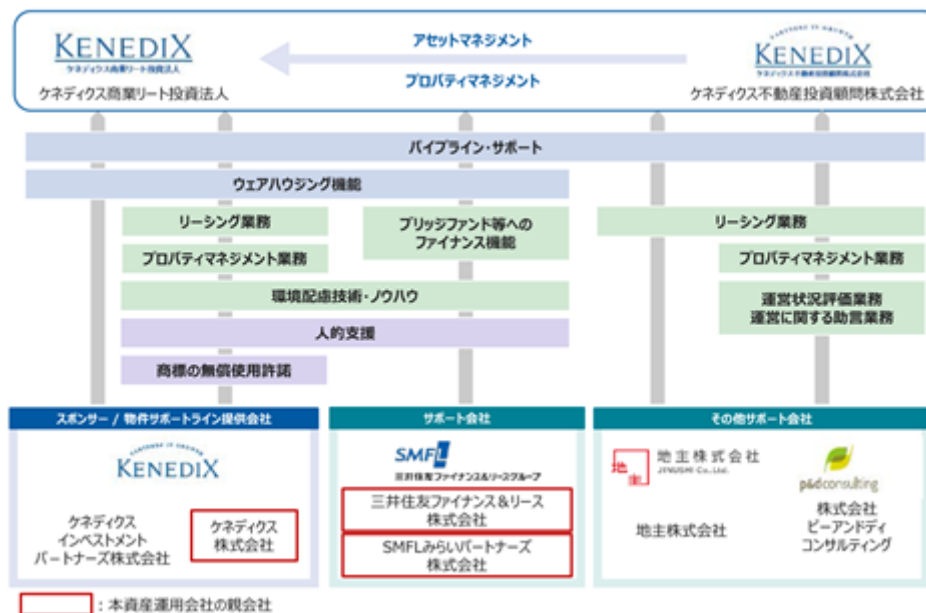 KENEDIX
ケネディクス商業リート投資法人
ケネディクス商業リート投資法人
アセットマネジメント
プロパティマネジメント
PARTNERS IN GROWTH
KENEDIX
ケネディクス不動産投資顧問株式会社
ケネディクス不動産投資顧問株式会社
パイプライン・サポート
ウェアハウジング機能
リーシング業務
ブリッジファンド等への
ファイナンス機能
リーシング業務
プロパティマネジメント業務
プロパティマネジメント業務
環境配慮技術・ノウハウ
運営状況評価業務
運営に関する助言業務
人的支援
商標の無償使用許諾
スポンサー / 物件サポートライン提供会社
PARTNERS IN GROWTH
KENEDIX
ケネディクス
インベストメント
パートナーズ株式会社
ケネディクス
株式会社
サポート会社
SMFL
三井住友ファイナンス&リースグループ
三井住友ファイナンス&リース
株式会社
SMFLみらいパートナーズ
株式会社
その他サポート会社
地主
地主株式会社
JINUSHI Co., Ltd.
地主株式会社
p&dconsulting
株式会社
ピーアンドディ
コンサルティング
：本資産運用会社の親会社